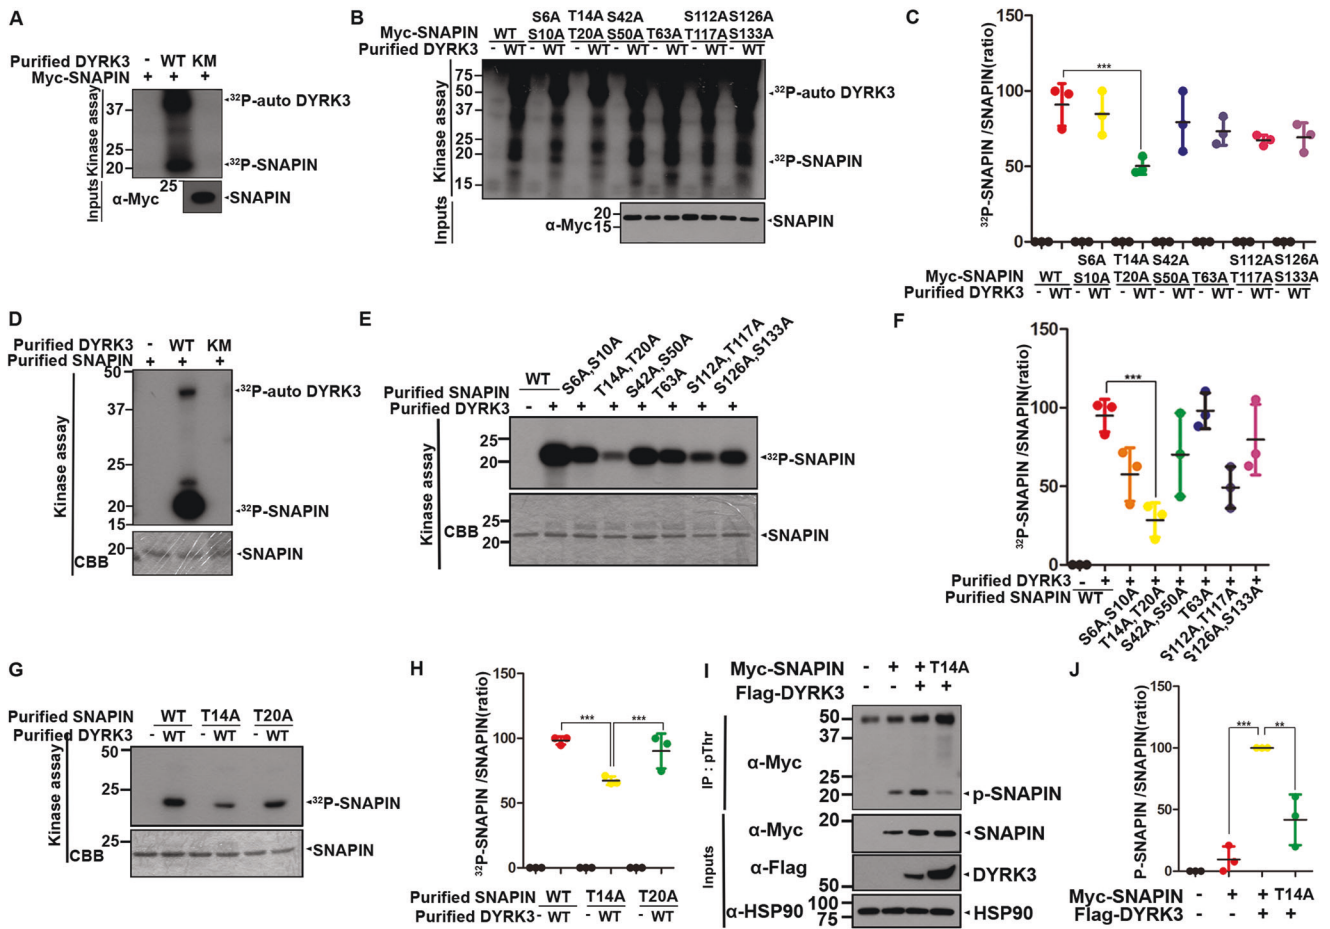 A
Purified DYRK3 - WT KM
Myc-SNAPIN + + +
Kinase assay
37
25
20
³²P-auto DYRK3
³²P-SNAPIN
Inputs
α-Myc
25
SNAPIN
B
S6A T14A S42A S112A S126A
Myc-SNAPIN WT S10A T20A S50A T63A T117A S133A
Purified DYRK3 - WT - WT - WT - WT - WT - WT - WT
Kinase assay
75
50
37
25
20
15
³²P-auto DYRK3
³²P-SNAPIN
Inputs
α-Myc
20
15
SNAPIN
C
³²P-SNAPIN /SNAPIN(ratio)
150
100
50
0
***
S6A T14A S42A S112A S126A
Myc-SNAPIN WT S10A T20A S50A T63A T117A S133A
Purified DYRK3 - WT - WT - WT - WT - WT - WT - WT
D
Purified DYRK3 - WT KM
Purified SNAPIN + + +
Kinase assay
50
37
25
20
15
³²P-auto DYRK3
³²P-SNAPIN
20
CBB
SNAPIN
E
S6A,S10A
T14A,T20A
S42A,S50A
T63A
S112A,T117A
S126A,S133A
Purified SNAPIN WT
Purified DYRK3 - + + + + + + +
Kinase assay
25
20
³²P-SNAPIN
CBB
25
20
SNAPIN
F
³²P-SNAPIN /SNAPIN(ratio)
150
100
50
0
***
Purified DYRK3 - + + + + + + +
Purified SNAPIN WT
S6A,S10A
T14A,T20A
S42A,S50A
T63A
S112A,T117A
S126A,S133A
G
Purified SNAPIN WT T14A T20A
Purified DYRK3 - WT - WT - WT
Kinase assay
50
25
³²P-SNAPIN
25
CBB
SNAPIN
H
³²P-SNAPIN /SNAPIN(ratio)
150
100
50
0
*** ***
Purified SNAPIN WT T14A T20A
Purified DYRK3 - WT - WT - WT
I
Myc-SNAPIN - + + T14A
Flag-DYRK3 - - + +
IP : pThr
α-Myc
50
37
25
20
p-SNAPIN
Inputs
α-Myc
20
SNAPIN
α-Flag
50
DYRK3
α-HSP90
100
75
HSP90
J
P-SNAPIN /SNAPIN(ratio)
150
100
50
0
*** **
Myc-SNAPIN - + + T14A
Flag-DYRK3 - - + +